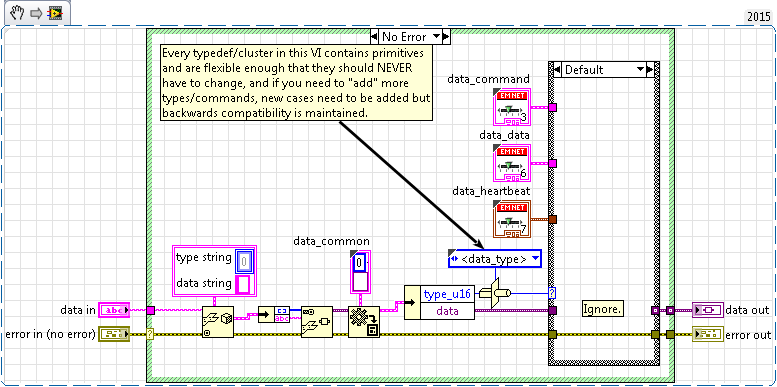 2015
No Error
Every typedef/cluster in this VI contains primitives
and are flexible enough that they should NEVER
have to change, and if you need to "add" more
types/commands, new cases need to be added but
backwards compatibility is maintained.
Default
data_command
EMNET
3
data_data
EMNET
6
data_heartbeat
EMNET
7
type string
0
data string
data_common
0
<data_type>
type_u16
data
?
Ignore.
data in
abc
abc
data out
error in (no error)
?
error out